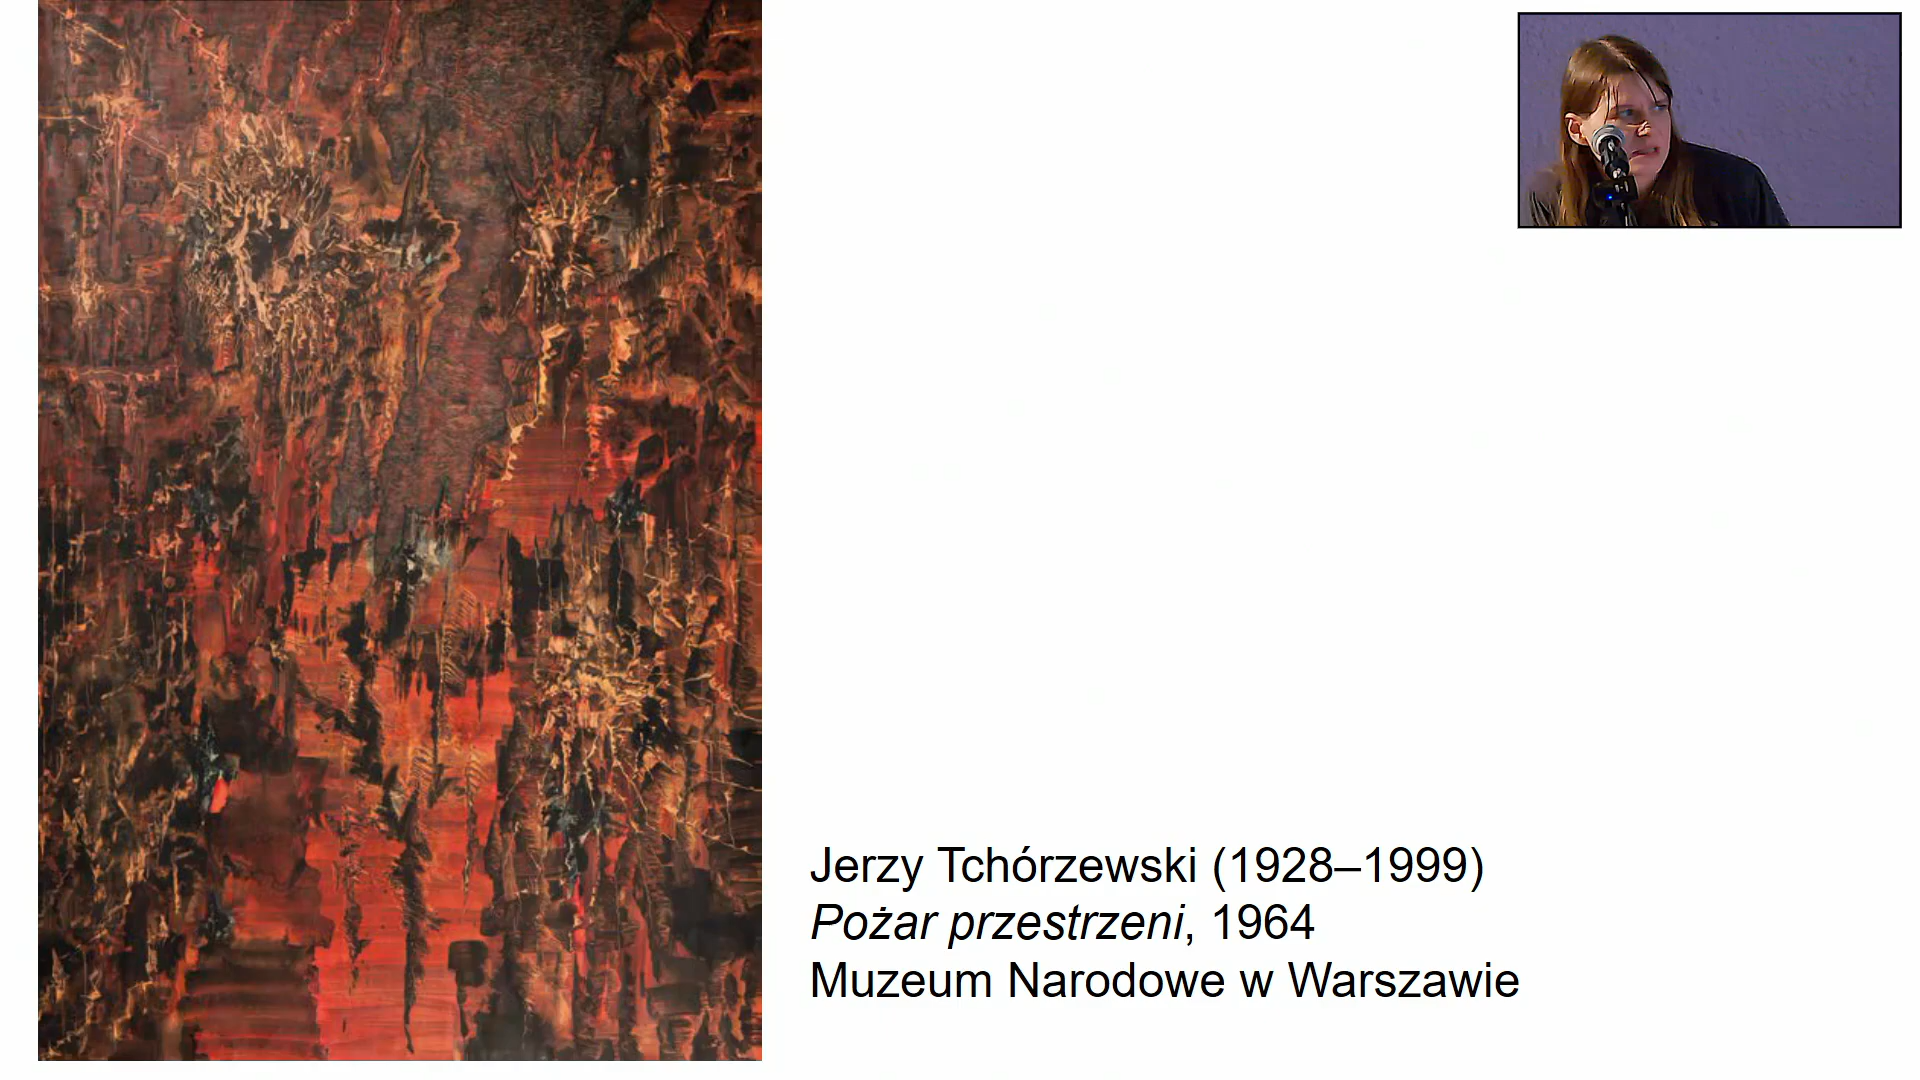 Jerzy Tchórzewski (1928–1999)
Pożar przestrzeni, 1964
Muzeum Narodowe w Warszawie